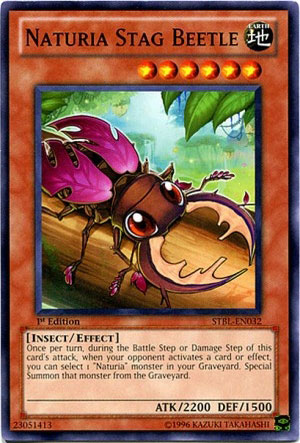 NATURIA STAG BEETLE
EARTH
地
1st Edition
STBL-EN032
[INSECT/EFFECT]
Once per turn, during the Battle Step or Damage Step of this
card's attack, when your opponent activates a card or effect,
you can select 1 "Naturia" monster in your Graveyard. Special
Summon that monster from the Graveyard.
ATK/2200 DEF/1500
23051413
©1996 KAZUKI TAKAHASHI